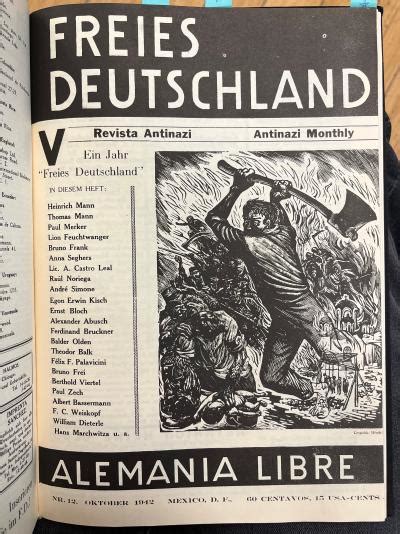 FREIES
DEUTSCHLAND
V Revista Antinazi Antinazi Monthly
Ein Jahr
"Freies Deutschland"
IN DIESEM HEFT:
Heinrich Mann
Thomas Mann
Paul Merker
Lion Feuchtwanger
Bruno Frank
Anna Seghers
Lic. A. Castro Leal
Raúl Noriega
André Simone
Egon Erwin Kisch
Ernst Bloch
Alexander Abusch
Ferdinand Bruckner
Balder Olden
Theodor Balk
Félix F. Palavicini
Bruno Frei
Berthold Viertel
Paul Zech
Albert Bassermann
F. C. Weiskopf
William Dieterle
Hans Marchwitza u. a.
Leopoldo Méndez
ALEMANIA LIBRE
NR. 12. OKTOBER 1942 MEXICO, D. F. 60 CENTAVOS, 15 USA-CENTS